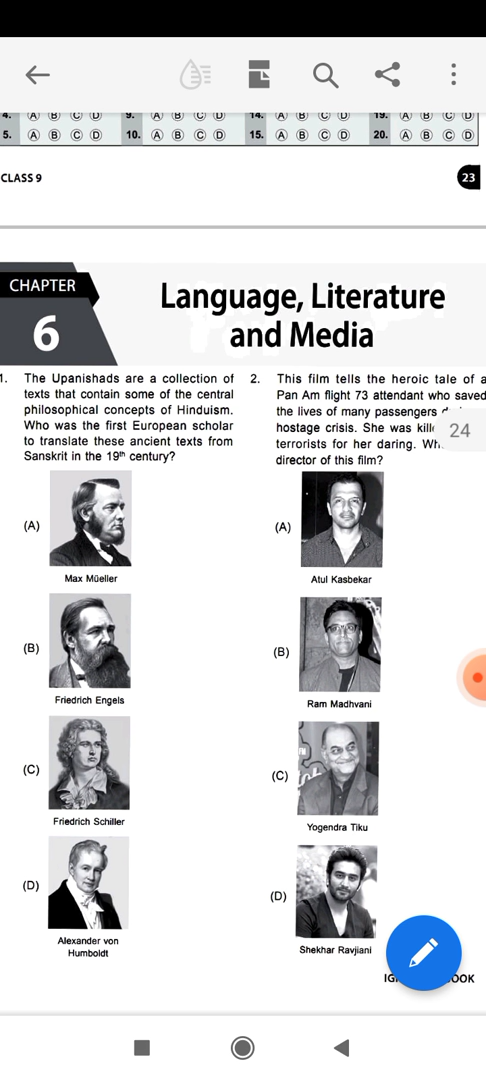 4. A B C D 9. A B C D 14. A B C D 19. A B C D
5. A B C D 10. A B C D 15. A B C D 20. A B C D
CLASS 9
23
CHAPTER
6
Language, Literature
and Media
1. The Upanishads are a collection of
texts that contain some of the central
philosophical concepts of Hinduism.
Who was the first European scholar
to translate these ancient texts from
Sanskrit in the 19th century?
(A)
Max Müeller
(B)
Friedrich Engels
(C)
Friedrich Schiller
(D)
Alexander von
Humboldt
2. This film tells the heroic tale of a
Pan Am flight 73 attendant who saved
the lives of many passengers
hostage crisis. She was
terrorists for her daring.
director of this film?
24
(A)
Atul Kasbekar
(B)
Ram Madhvani
(C)
Yogendra Tiku
(D)
Shekhar Ravjiani